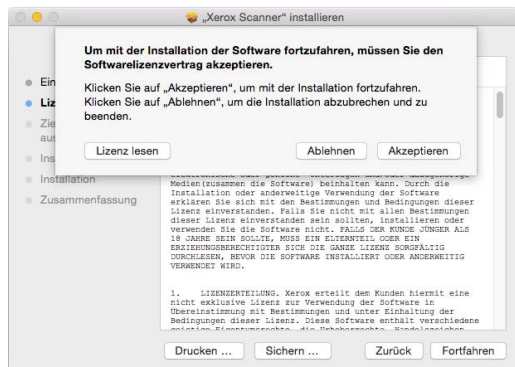 „Xerox Scanner“ installieren
Um mit der Installation der Software fortzufahren, müssen Sie den
Softwarelizenzvertrag akzeptieren.
Klicken Sie auf „Akzeptieren“, um mit der Installation fortzufahren.
Klicken Sie auf „Ablehnen“, um die Installation abzubrechen und zu
beenden.
Lizenz lesen
Ablehnen
Akzeptieren
Ein
Liz
Zie
aus
Ins
Installation
Zusammenfassung
Medien(zusammen die Software) beinhalten kann. Durch die
Installation oder anderweitige Verwendung der Software
erklären Sie sich mit den Bestimmungen und Bedingungen dieser
Lizenz einverstanden. Falls Sie nicht mit allen Bestimmungen
dieser Lizenz einverstanden sein sollten, installieren oder
verwenden Sie die Software nicht. FALLS DER KUNDE JÜNGER ALS
18 JAHRE SEIN SOLLTE, MUSS EIN ELTERNTEIL ODER EIN
ERZIEHUNGSBERECHTIGTER SICH DIE GANZE LIZENZ SORGFÄLTIG
DURCHLESEN, BEVOR DIE SOFTWARE INSTALLIERT ODER ANDERWEITIG
VERWENDET WIRD.
1. LIZENZERTEILUNG. Xerox erteilt dem Kunden hiermit eine
nicht exklusive Lizenz zur Verwendung der Software in
Übereinstimmung mit Bestimmungen und unter Einhaltung der
Bedingungen dieser Lizenz. Diese Software enthält verschiedene
Drucken ...
Sichern ...
Zurück
Fortfahren